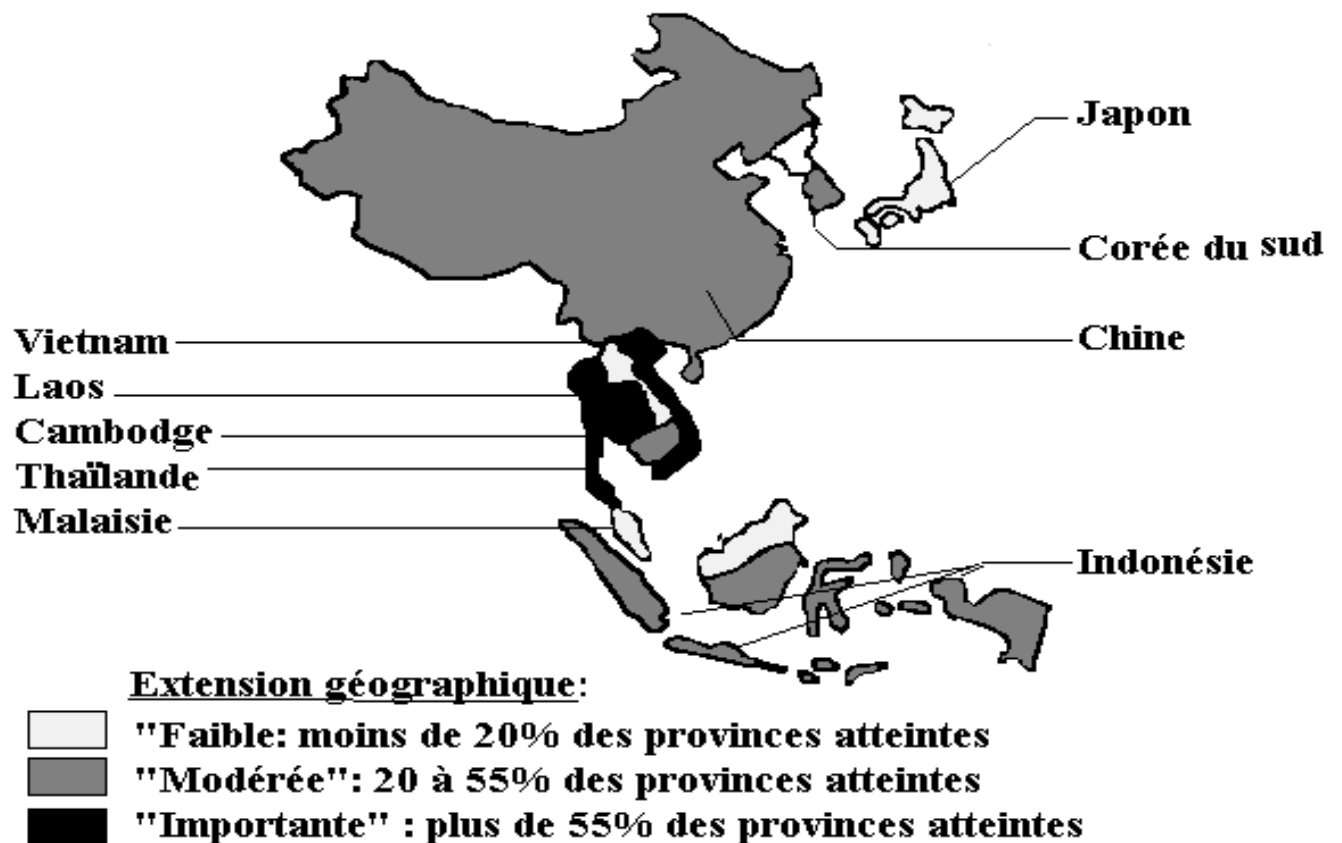 Japon
Corée du sud
Chine
Vietnam
Laos
Cambodge
Thaïlande
Malaisie
Indonésie
Extension géographique:
"Faible: moins de 20% des provinces atteintes
"Modérée": 20 à 55% des provinces atteintes
"Importante" : plus de 55% des provinces atteintes